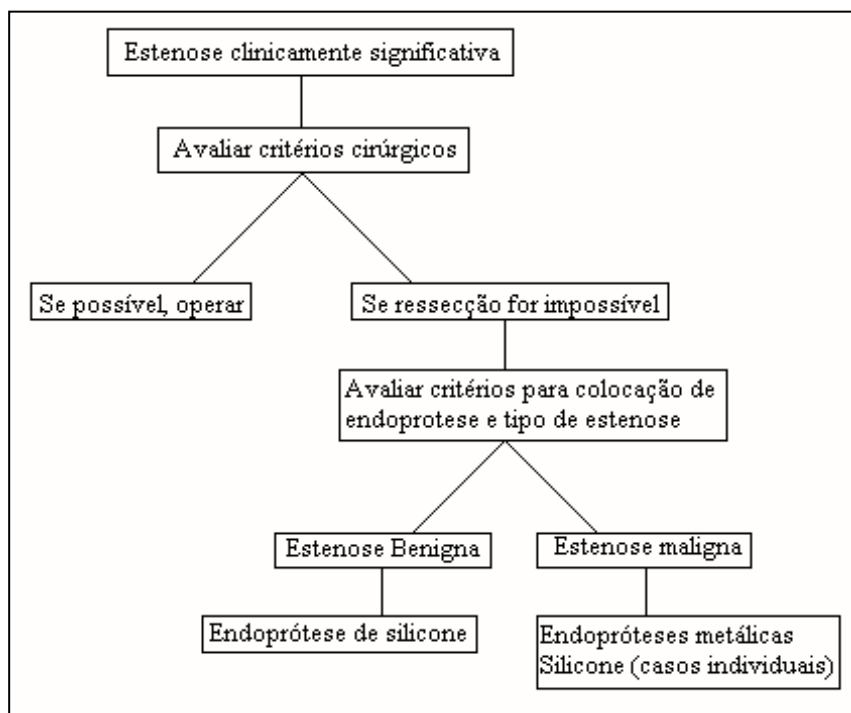 Estenose clinicamente significativa
Avaliar critérios cirúrgicos
Se possível, operar
Se ressecção for impossível
Avaliar critérios para colocação de
endoprotese e tipo de estenose
Estenose Benigna
Estenose maligna
Endoprótese de silicone
Endopróteses metálicas
Silicone (casos individuais)